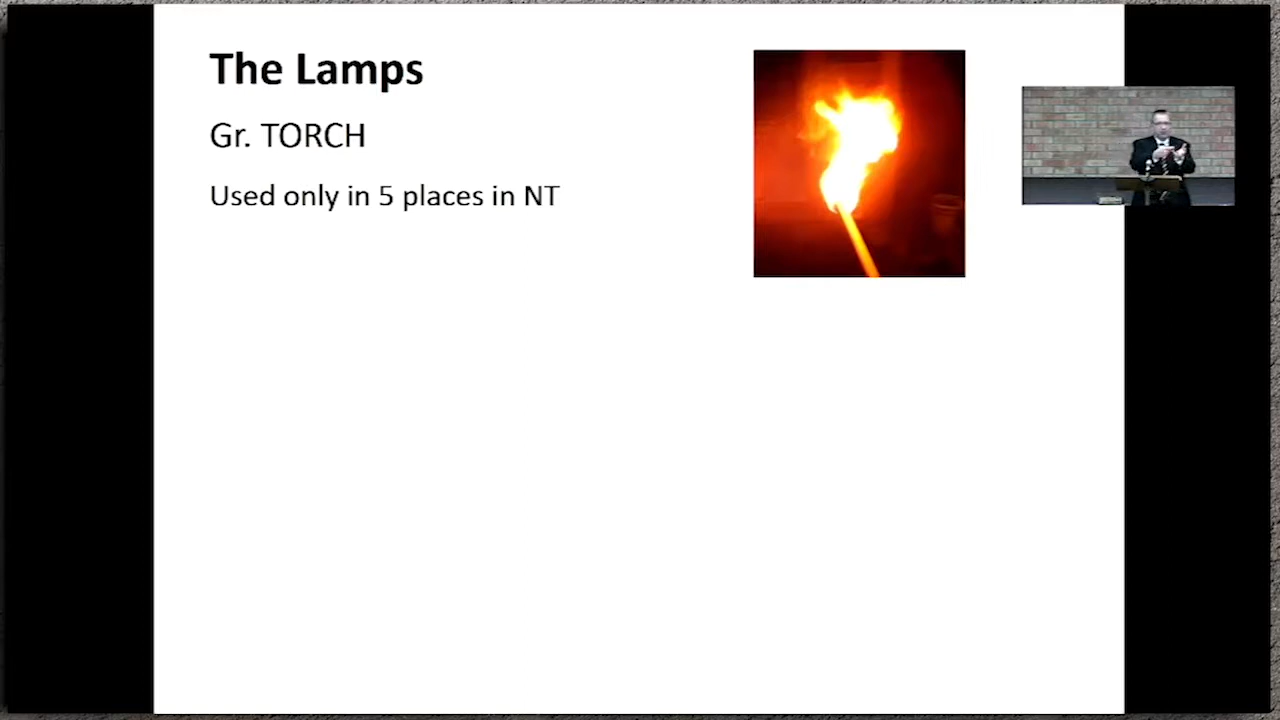 The Lamps
Gr. TORCH
Used only in 5 places in NT